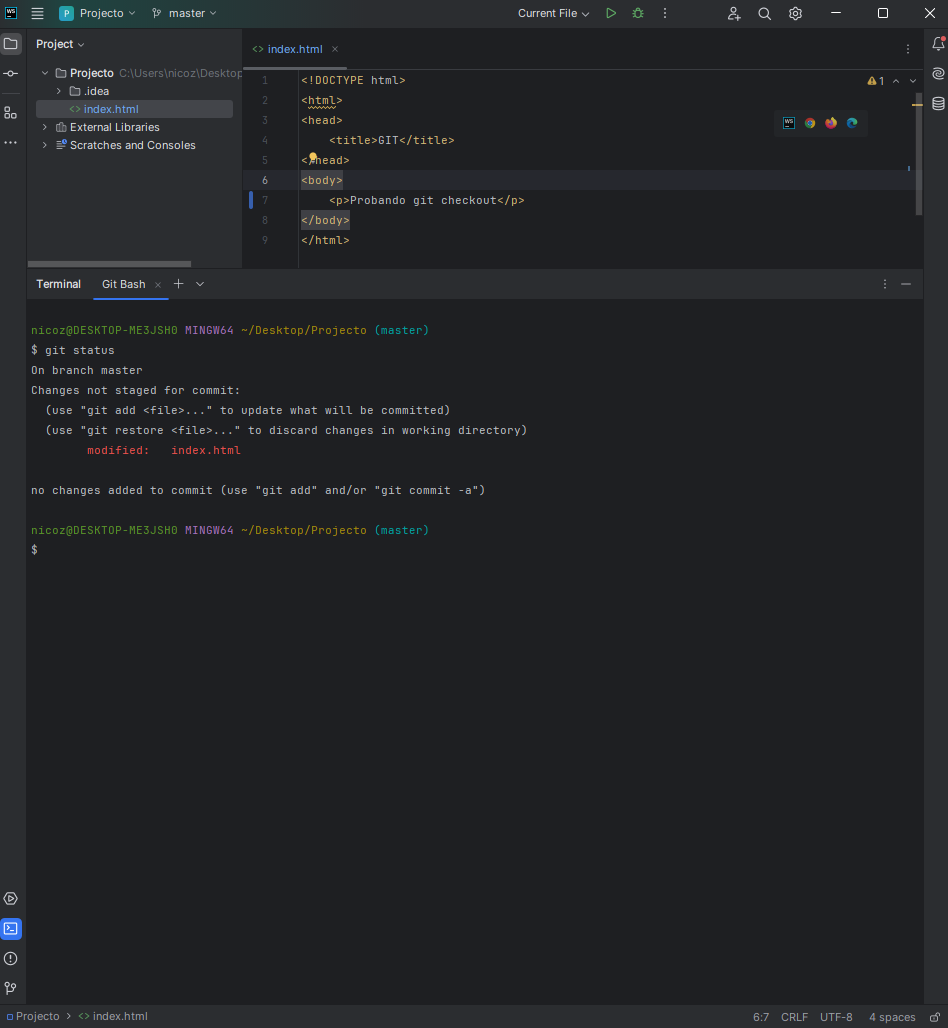 WS
P Projecto master Current File
Project
Projecto C:\Users\nicoz\Desktop
.idea
index.html
External Libraries
Scratches and Consoles
index.html
1 <!DOCTYPE html>
2 <html>
3 <head>
4 <title>GIT</title>
5 </head>
6 <body>
7 <p>Probando git checkout</p>
8 </body>
9 </html>
1
WS
Terminal Git Bash
nicoz@DESKTOP-ME3JSH0 MINGW64 ~/Desktop/Projecto (master)
$ git status
On branch master
Changes not staged for commit:
(use "git add <file>..." to update what will be committed)
(use "git restore <file>..." to discard changes in working directory)
modified: index.html
no changes added to commit (use "git add" and/or "git commit -a")
nicoz@DESKTOP-ME3JSH0 MINGW64 ~/Desktop/Projecto (master)
$
Projecto > index.html
6:7 CRLF UTF-8 4 spaces